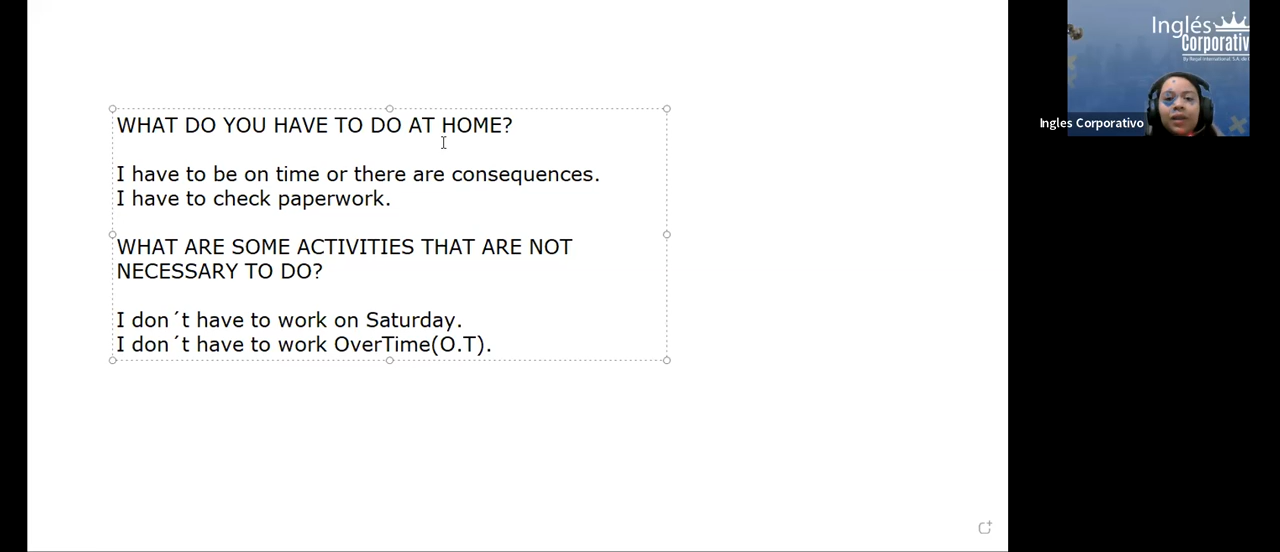 WHAT DO YOU HAVE TO DO AT HOME?
I have to be on time or there are consequences.
I have to check paperwork.
WHAT ARE SOME ACTIVITIES THAT ARE NOT
NECESSARY TO DO?
I don´t have to work on Saturday.
I don´t have to work OverTime(O.T).
Inglés
Corporativ
Ingles Corporativo